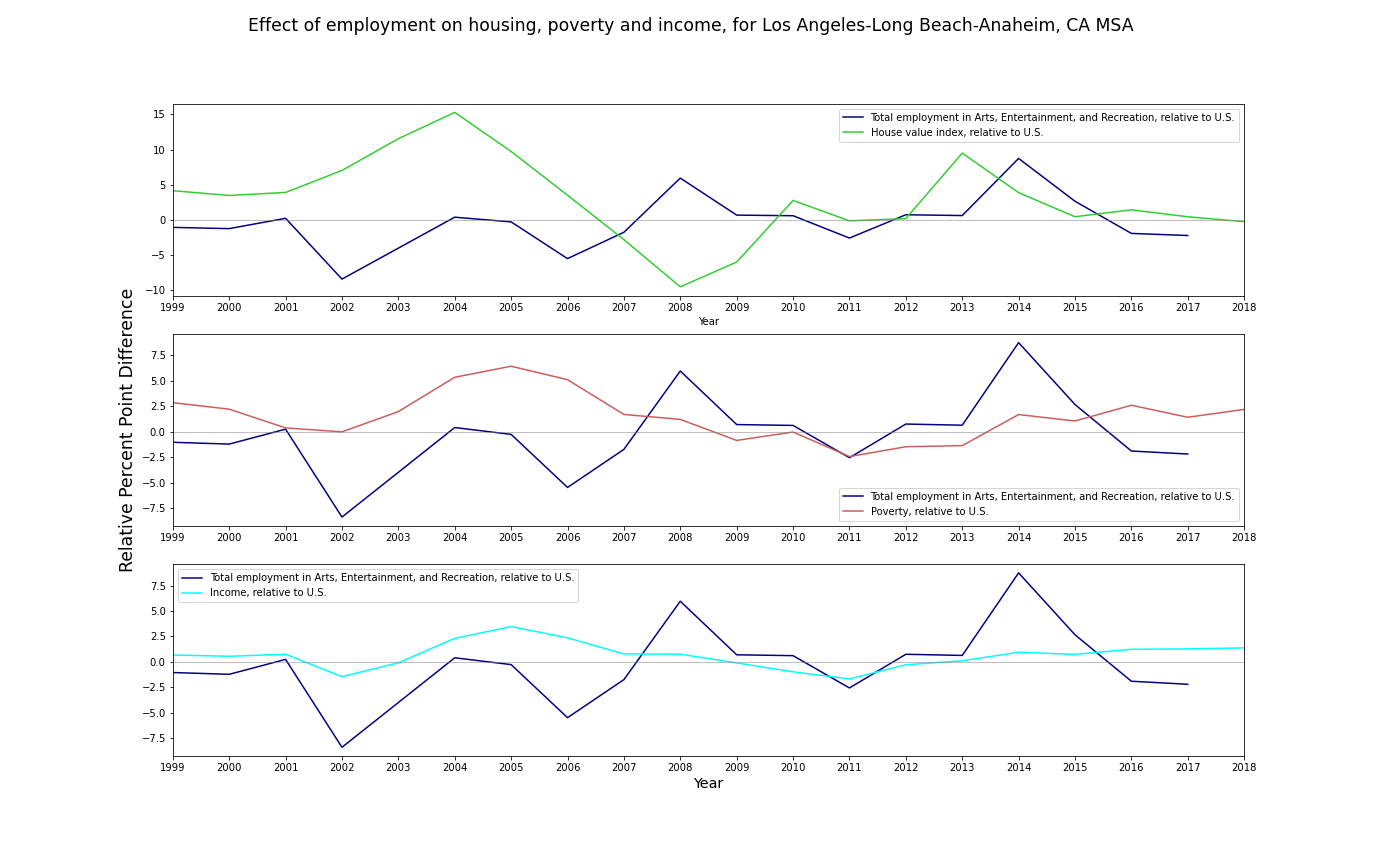 Effect of employment on housing, poverty and income, for Los Angeles-Long Beach-Anaheim, CA MSA
Relative Percent Point Difference
15
10
5
0
−5
−10
Total employment in Arts, Entertainment, and Recreation, relative to U.S.
House value index, relative to U.S.
1999 2000 2001 2002 2003 2004 2005 2006 2007 2008 2009 2010 2011 2012 2013 2014 2015 2016 2017 2018
Year
7.5
5.0
2.5
0.0
−2.5
−5.0
−7.5
Total employment in Arts, Entertainment, and Recreation, relative to U.S.
Poverty, relative to U.S.
1999 2000 2001 2002 2003 2004 2005 2006 2007 2008 2009 2010 2011 2012 2013 2014 2015 2016 2017 2018
Total employment in Arts, Entertainment, and Recreation, relative to U.S.
Income, relative to U.S.
7.5
5.0
2.5
0.0
−2.5
−5.0
−7.5
1999 2000 2001 2002 2003 2004 2005 2006 2007 2008 2009 2010 2011 2012 2013 2014 2015 2016 2017 2018
Year